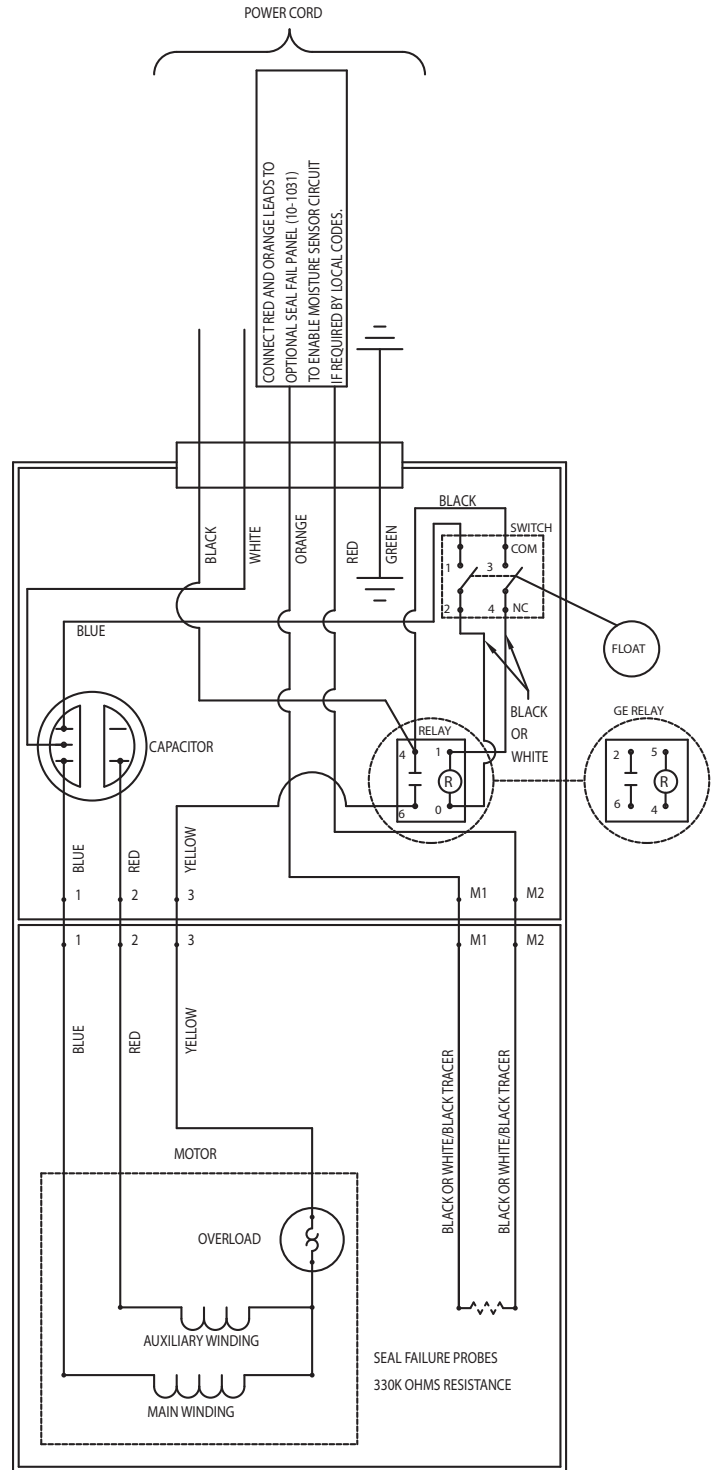 POWER CORD
CONNECT RED AND ORANGE LEADS TO
OPTIONAL SEAL FAIL PANEL (10-1031)
TO ENABLE MOISTURE SENSOR CIRCUIT
IF REQUIRED BY LOCAL CODES.
BLACK
WHITE
ORANGE
RED
GREEN
BLACK
SWITCH
COM
1
3
2
4
NC
BLUE
FLOAT
BLACK
OR
WHITE
CAPACITOR
RELAY
4
1
R
6
0
GE RELAY
2
5
R
6
4
BLUE
RED
YELLOW
1
2
3
M1
M2
1
2
3
M1
M2
BLUE
RED
YELLOW
BLACK OR WHITE/BLACK TRACER
BLACK OR WHITE/BLACK TRACER
MOTOR
OVERLOAD
AUXILIARY WINDING
MAIN WINDING
SEAL FAILURE PROBES
330K OHMS RESISTANCE